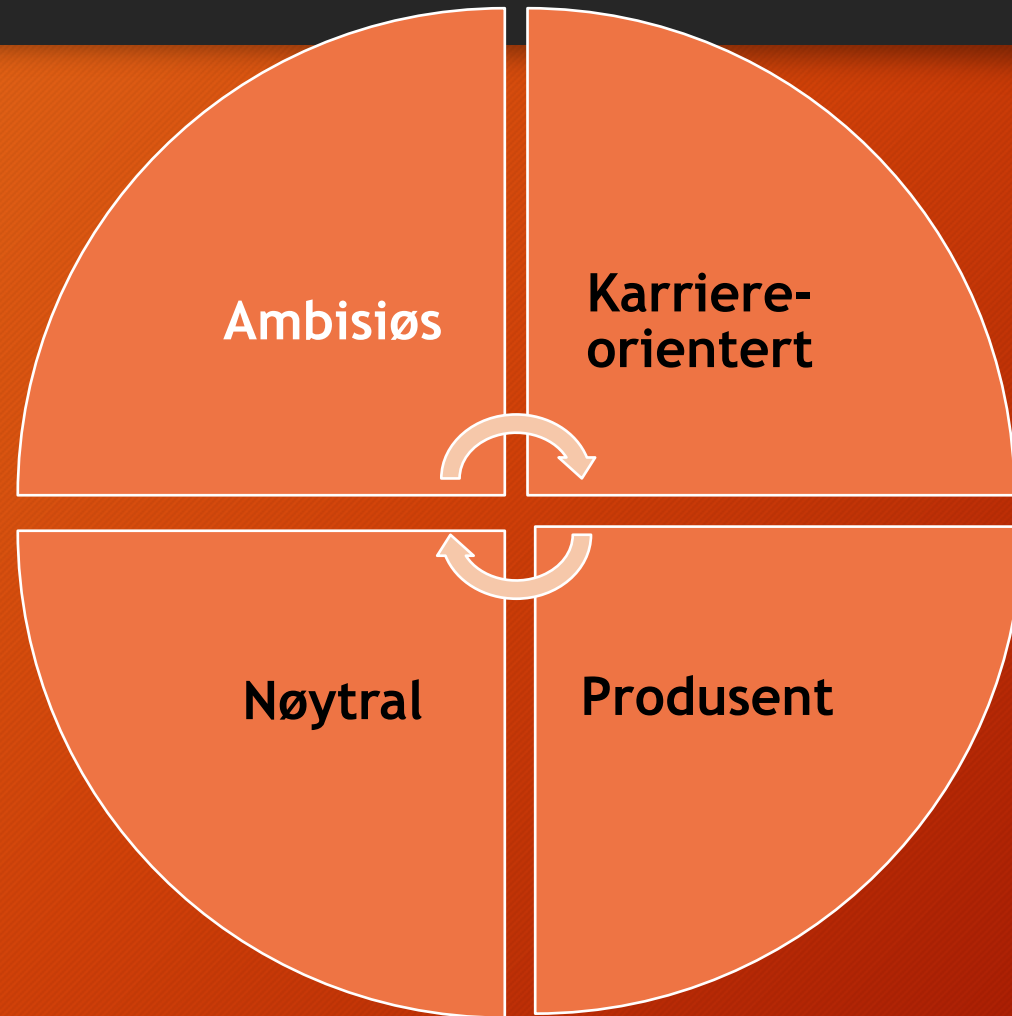 Ambisiøs
Karriere-
orientert
Nøytral
Produsent